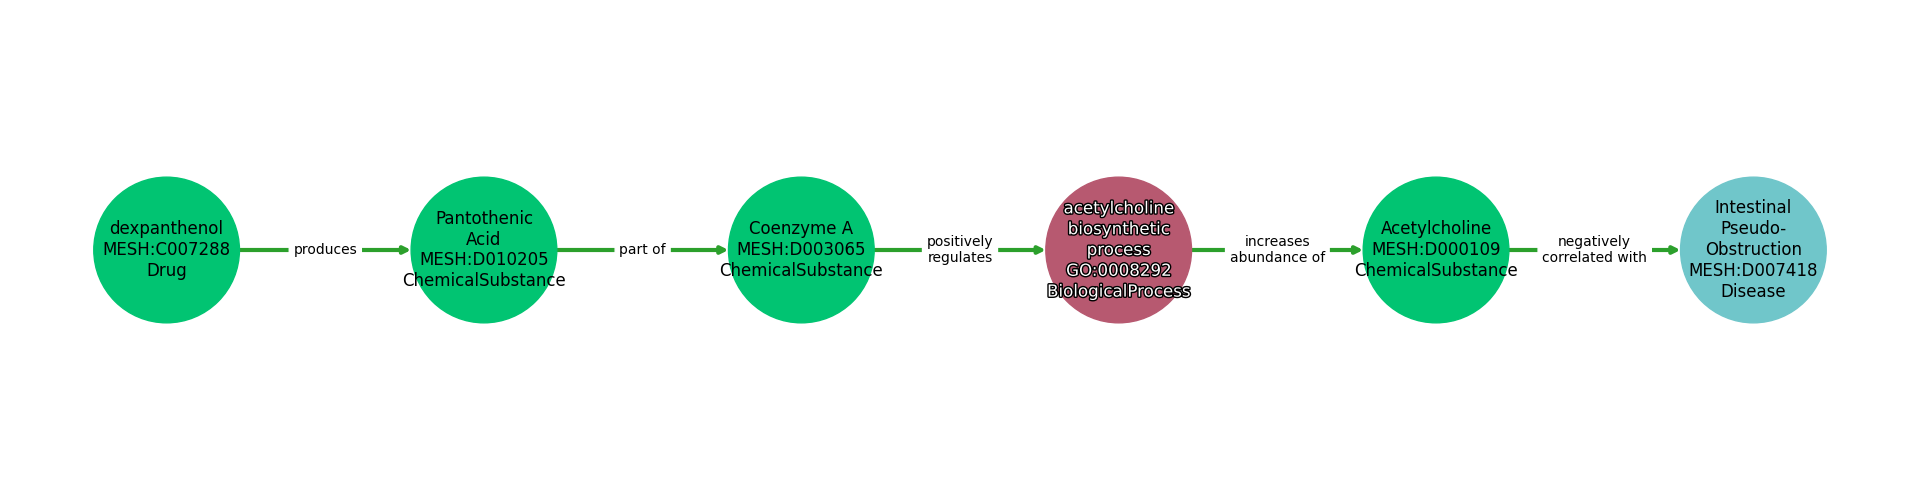 dexpanthenol
MESH:C007288
Drug
produces
Pantothenic
Acid
MESH:D010205
ChemicalSubstance
part of
Coenzyme A
MESH:D003065
ChemicalSubstance
positively
regulates
acetylcholine
biosynthetic
process
GO:0008292
BiologicalProcess
increases
abundance of
Acetylcholine
MESH:D000109
ChemicalSubstance
negatively
correlated with
Intestinal
Pseudo-
Obstruction
MESH:D007418
Disease